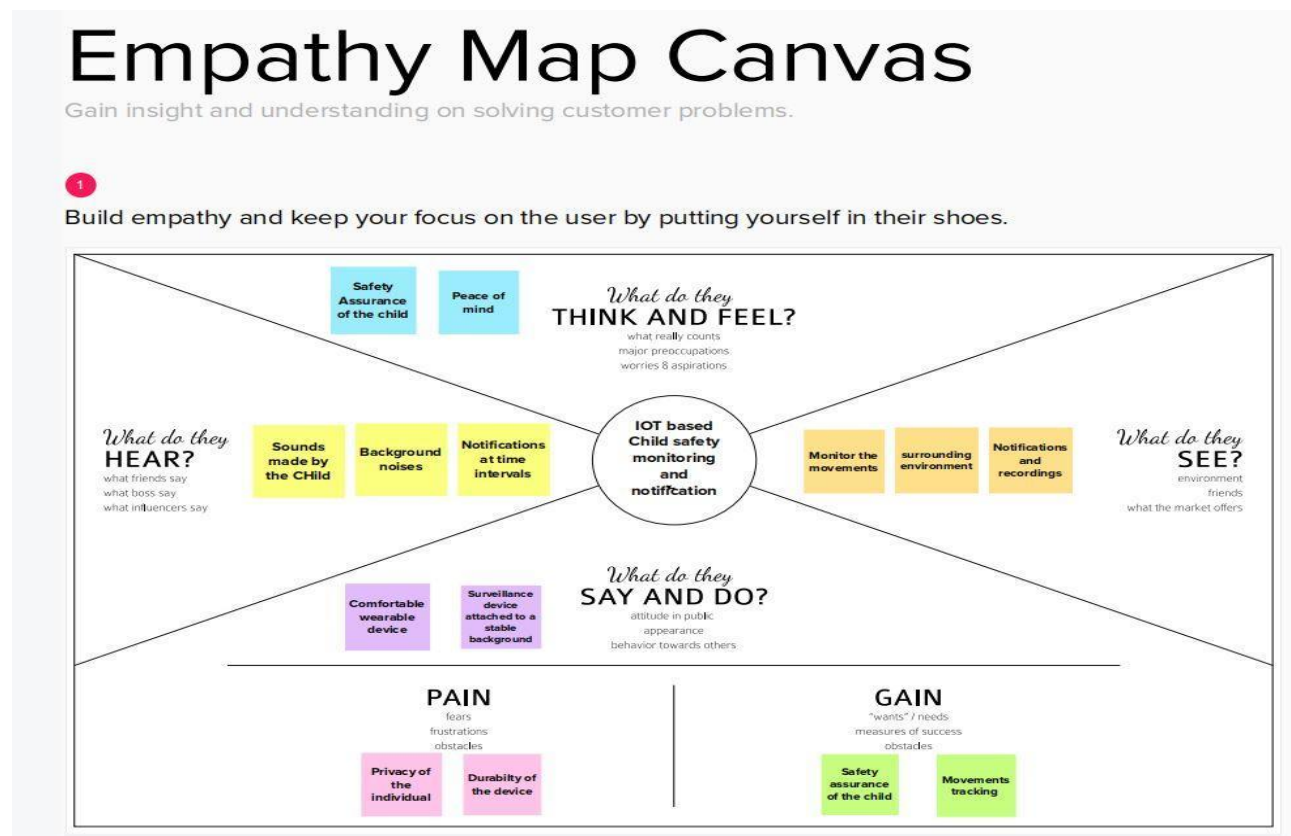 Empathy Map Canvas
Gain insight and understanding on solving customer problems.
1
Build empathy and keep your focus on the user by putting yourself in their shoes.
Safety
Assurance
of the child
Peace of
mind
What do they
THINK AND FEEL?
what really counts
major preoccupations
worries & aspirations
What do they
HEAR?
what friends say
what boss say
what influencers say
Sounds
made by
the CHild
Background
noises
Notifications
at time
intervals
IOT based
Child safety
monitoring
and
notification
Monitor the
movements
surrounding
environment
Notifications
and
recordings
What do they
SEE?
environment
friends
what the market offers
Comfortable
wearable
device
Surveillance
device
attached to a
stable
background
What do they
SAY AND DO?
attitude in public
appearance
behavior towards others
PAIN
fears
frustrations
obstacles
Privacy of
the
individual
Durabilty of
the device
GAIN
"wants" / needs
measures of success
obstacles
Safety
assurance
of the child
Movements
tracking